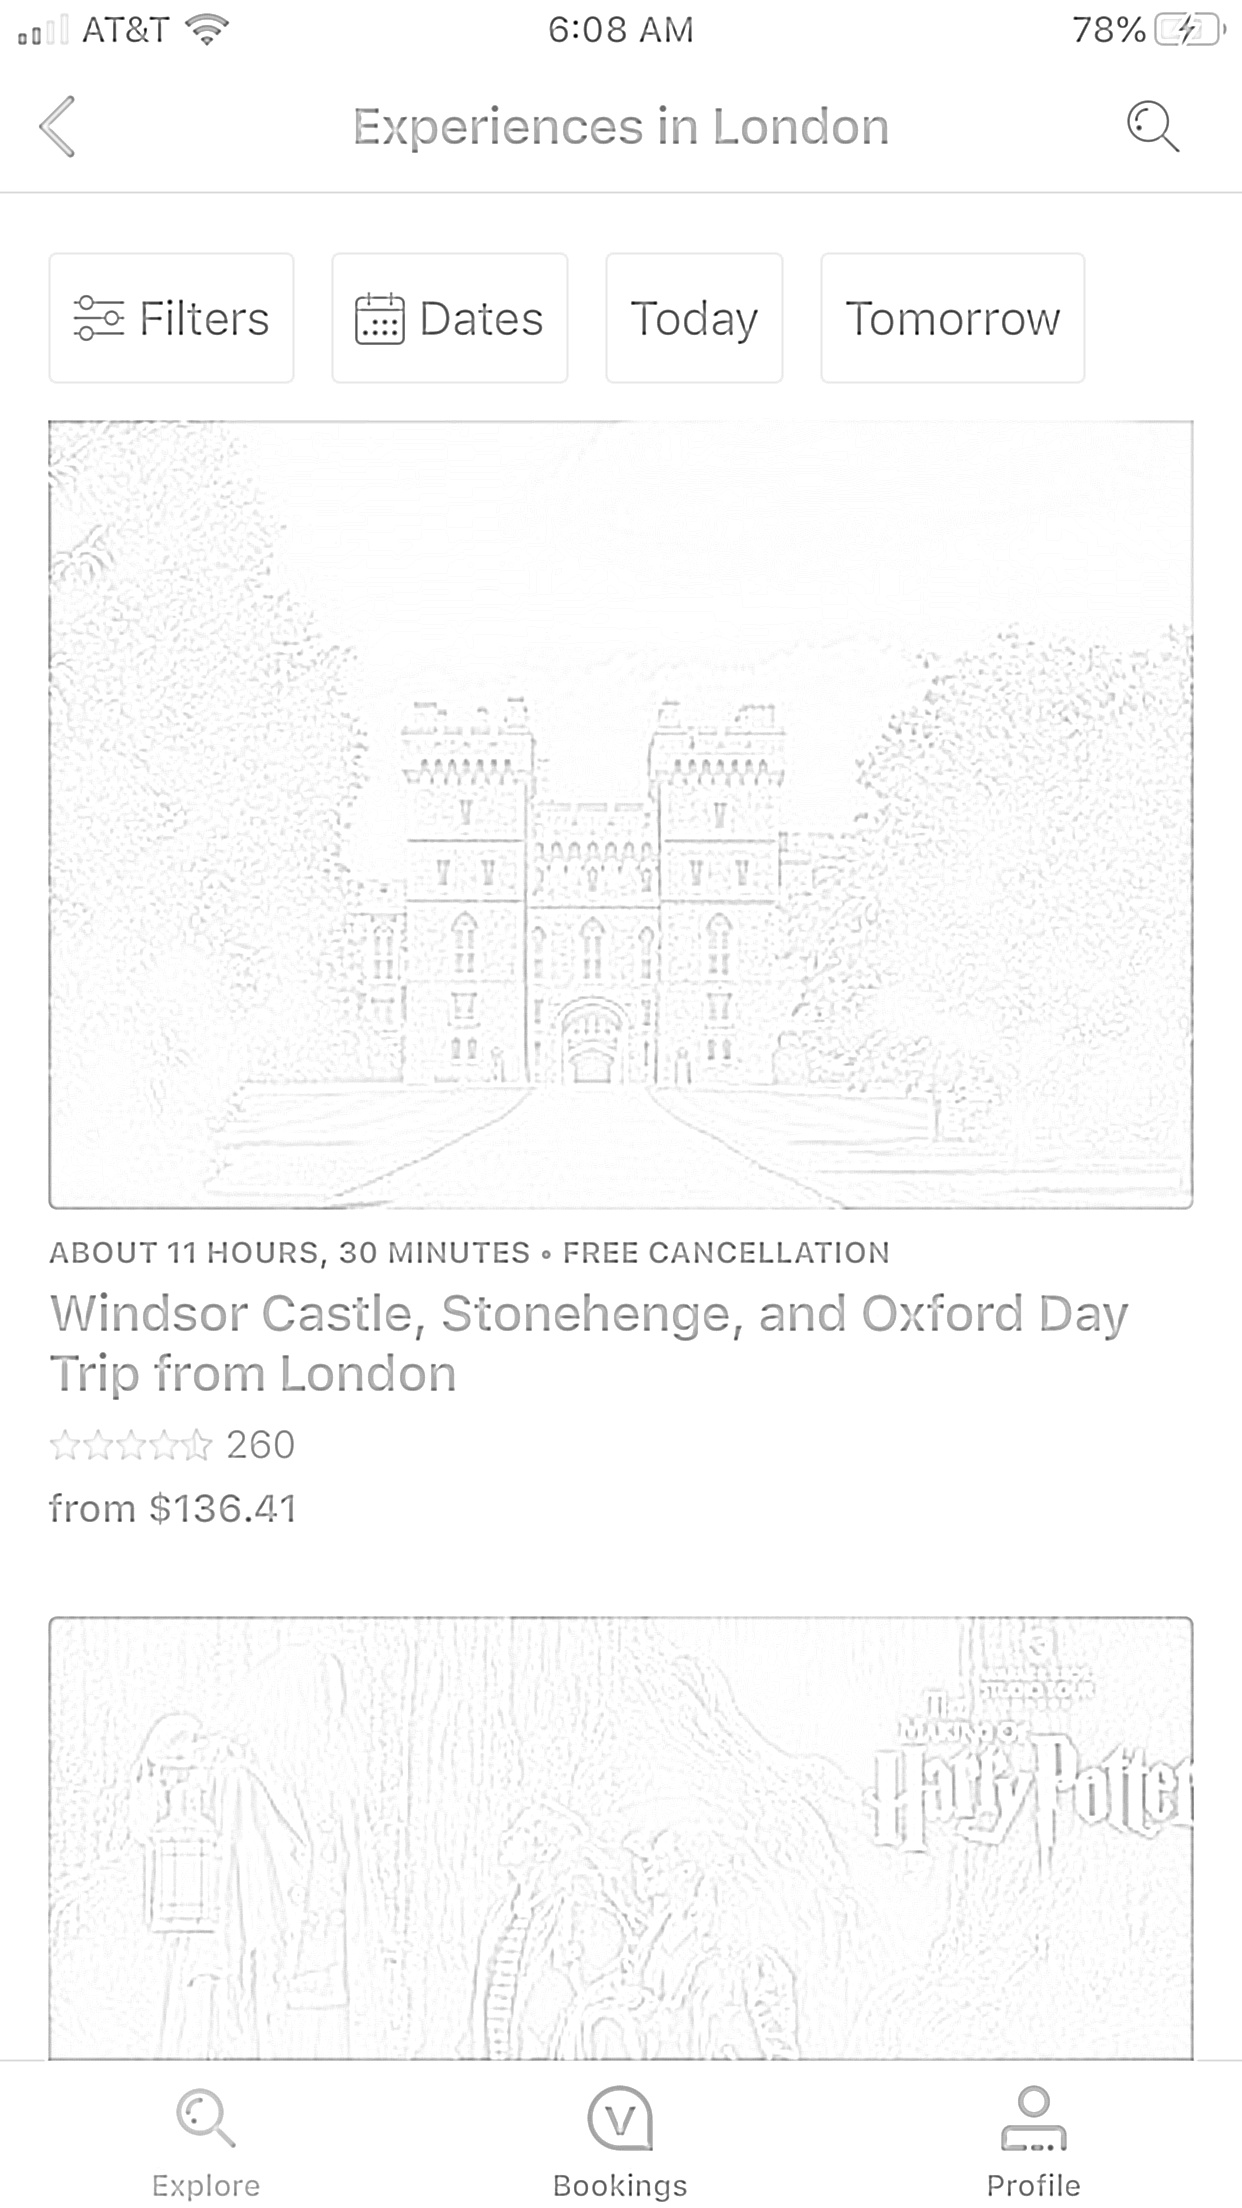 AT&T 6:08 AM 78%
Experiences in London
Filters Dates Today Tomorrow
ABOUT 11 HOURS, 30 MINUTES • FREE CANCELLATION
Windsor Castle, Stonehenge, and Oxford Day
Trip from London
260
from $136.41
STUDIO TOUR
The
MAKING OF
Harry Potter
Explore Bookings Profile